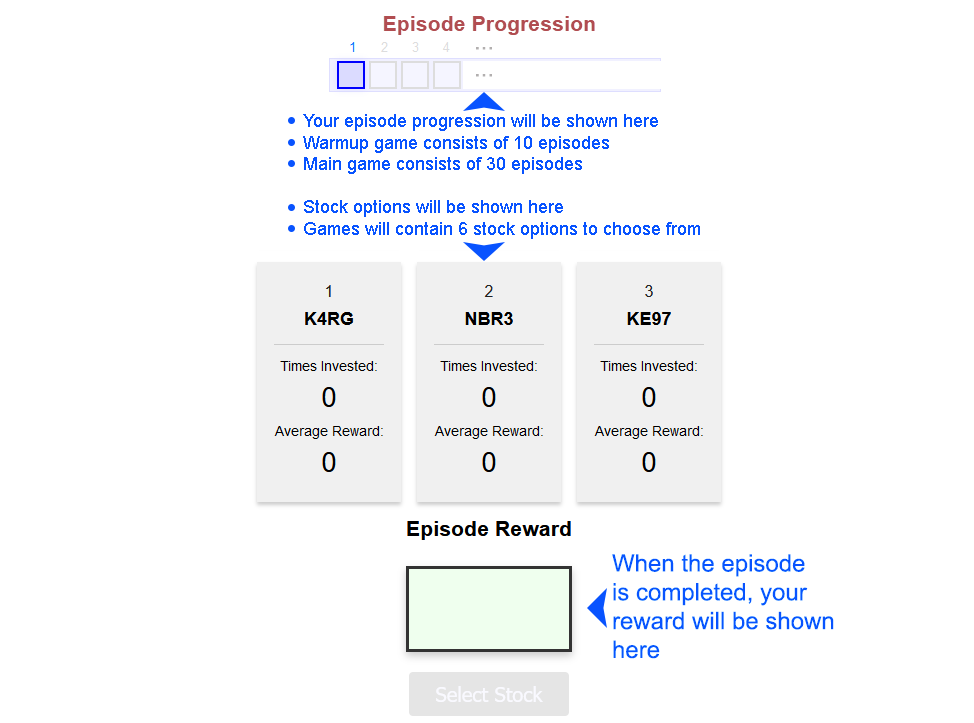 Episode Progression
1 2 3 4 ...
...
• Your episode progression will be shown here
• Warmup game consists of 10 episodes
• Main game consists of 30 episodes
• Stock options will be shown here
• Games will contain 6 stock options to choose from
1 2 3
K4RG NBR3 KE97
Times Invested: Times Invested: Times Invested:
0 0 0
Average Reward: Average Reward: Average Reward:
0 0 0
Episode Reward
When the episode
is completed, your
reward will be shown
here
Select Stock